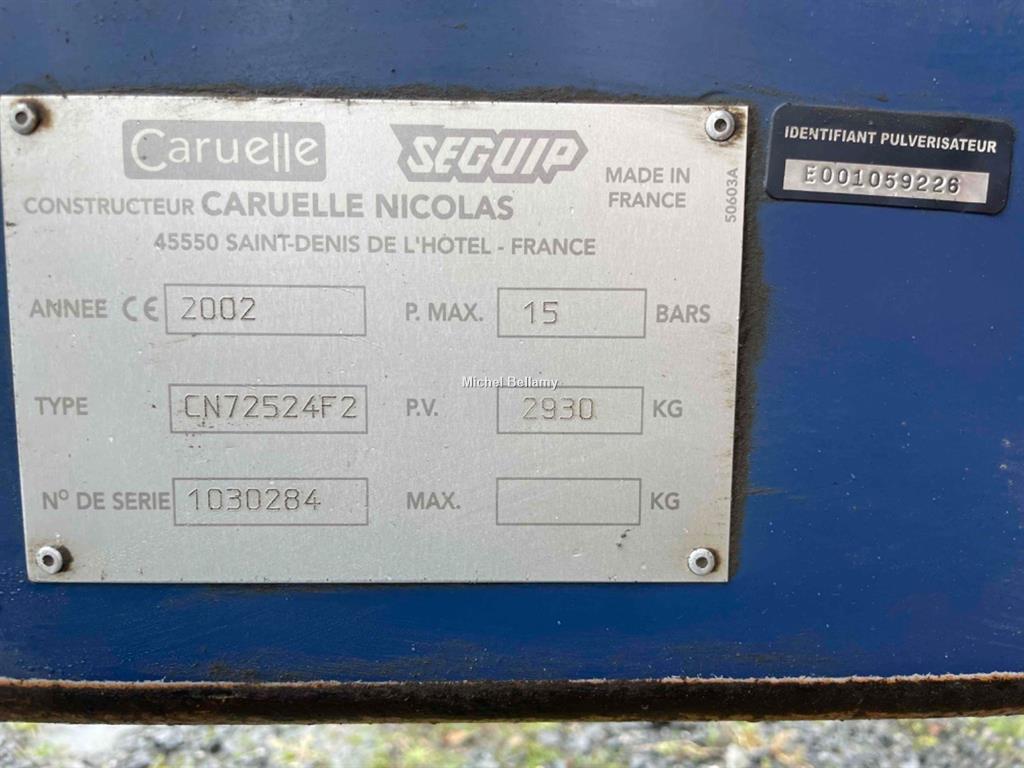 Caruelle SEGUIP
MADE IN
FRANCE
CONSTRUCTEUR CARUELLE NICOLAS
45550 SAINT-DENIS DE L'HOTEL - FRANCE
50603A
ANNEE CE 2002 P. MAX. 15 BARS
Michel Bellamy
TYPE CN72524F2 P.V. 2930 KG
N° DE SERIE 1030284 MAX. KG
IDENTIFIANT PULVERISATEUR
E001059226